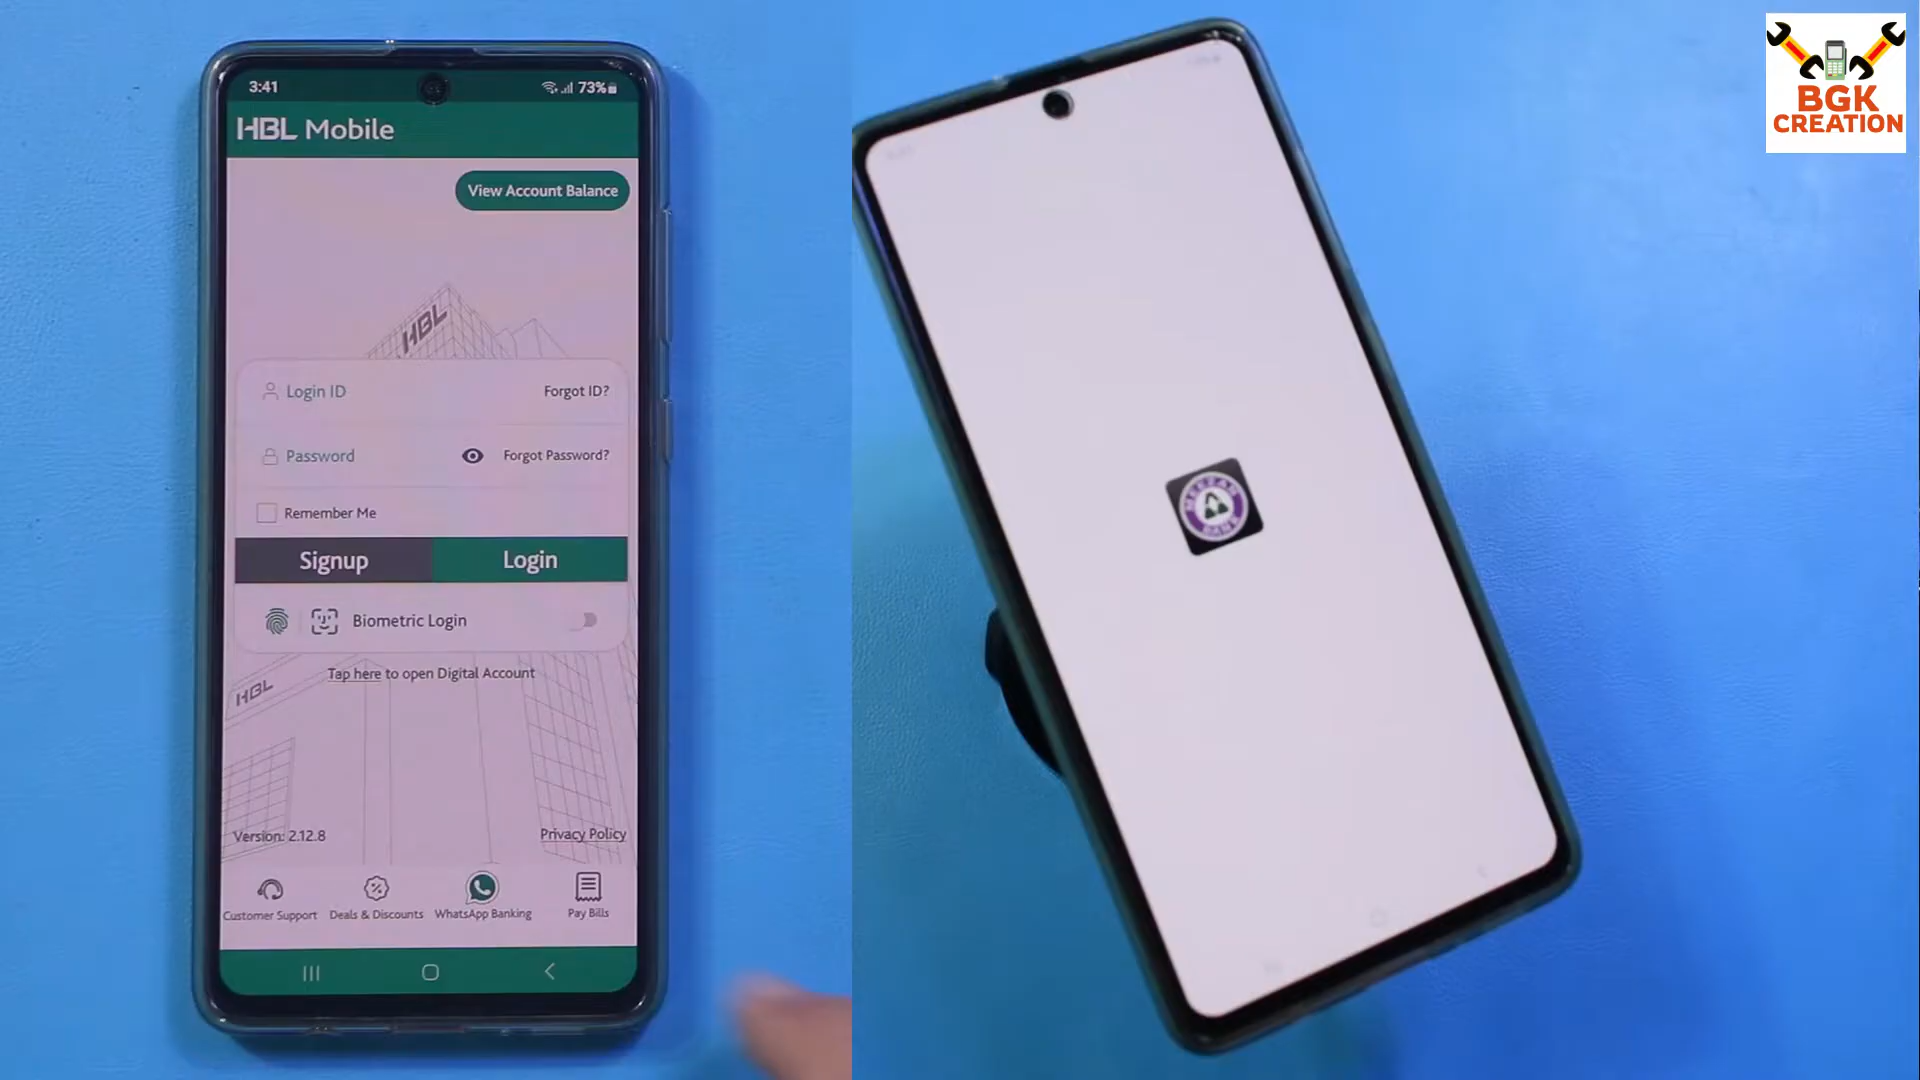 3:41
73%
HBL Mobile
View Account Balance
HBL
Login ID
Forgot ID?
Password
Forgot Password?
Remember Me
Signup
Login
Biometric Login
Tap here to open Digital Account
HBL
Version: 2.12.8
Privacy Policy
Customer Support
Deals & Discounts
WhatsApp Banking
Pay Bills
MEEZAN
BANK
BGK
CREATION